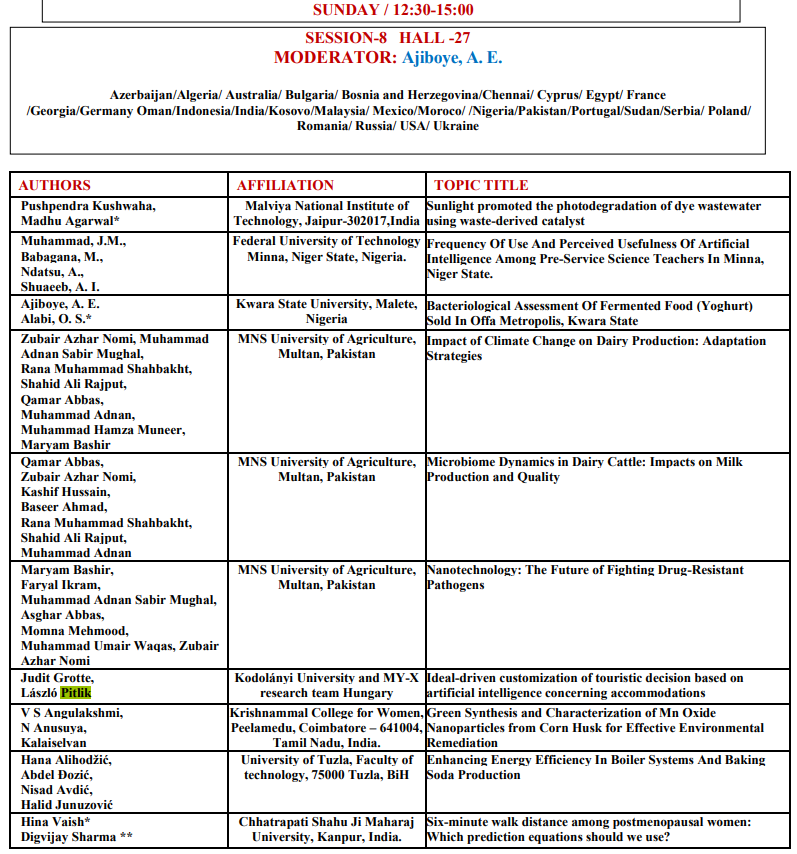 SUNDAY / 12:30-15:00
SESSION-8 HALL -27
MODERATOR: Ajiboye, A. E.
Azerbaijan/Algeria/ Australia/ Bulgaria/ Bosnia and Herzegovina/Chennai/ Cyprus/ Egypt/ France
/Georgia/Germany Oman/Indonesia/India/Kosovo/Malaysia/ Mexico/Moroco/ /Nigeria/Pakistan/Portugal/Sudan/Serbia/ Poland/
Romania/ Russia/ USA/ Ukraine
AUTHORS AFFILIATION TOPIC TITLE
Pushpendra Kushwaha,
Madhu Agarwal*
Malviya National Institute of
Technology, Jaipur-302017,India
Sunlight promoted the photodegradation of dye wastewater
using waste-derived catalyst
Muhammad, J.M.,
Babagana, M.,
Ndatsu, A.,
Shuaeeb, A. I.
Federal University of Technology
Minna, Niger State, Nigeria.
Frequency Of Use And Perceived Usefulness Of Artificial
Intelligence Among Pre-Service Science Teachers In Minna,
Niger State.
Ajiboye, A. E.
Alabi, O. S.*
Kwara State University, Malete,
Nigeria
Bacteriological Assessment Of Fermented Food (Yoghurt)
Sold In Offa Metropolis, Kwara State
Zubair Azhar Nomi, Muhammad
Adnan Sabir Mughal,
Rana Muhammad Shahbakht,
Shahid Ali Rajput,
Qamar Abbas,
Muhammad Adnan,
Muhammad Hamza Muneer,
Maryam Bashir
MNS University of Agriculture,
Multan, Pakistan
Impact of Climate Change on Dairy Production: Adaptation
Strategies
Qamar Abbas,
Zubair Azhar Nomi,
Kashif Hussain,
Baseer Ahmad,
Rana Muhammad Shahbakht,
Shahid Ali Rajput,
Muhammad Adnan
MNS University of Agriculture,
Multan, Pakistan
Microbiome Dynamics in Dairy Cattle: Impacts on Milk
Production and Quality
Maryam Bashir,
Faryal Ikram,
Muhammad Adnan Sabir Mughal,
Asghar Abbas,
Momna Mehmood,
Muhammad Umair Waqas, Zubair
Azhar Nomi
MNS University of Agriculture,
Multan, Pakistan
Nanotechnology: The Future of Fighting Drug-Resistant
Pathogens
Judit Grotte,
László Pitlik
Kodolányi University and MY-X
research team Hungary
Ideal-driven customization of touristic decision based on
artificial intelligence concerning accommodations
V S Angulakshmi,
N Anusuya,
Kalaiselvan
Krishnammal College for Women,
Peelamedu, Coimbatore – 641004,
Tamil Nadu, India.
Green Synthesis and Characterization of Mn Oxide
Nanoparticles from Corn Husk for Effective Environmental
Remediation
Hana Alihodžić,
Abdel Đozić,
Nisad Avdić,
Halid Junuzović
University of Tuzla, Faculty of
technology, 75000 Tuzla, BiH
Enhancing Energy Efficiency In Boiler Systems And Baking
Soda Production
Hina Vaish*
Digvijay Sharma **
Chhatrapati Shahu Ji Maharaj
University, Kanpur, India.
Six-minute walk distance among postmenopausal women:
Which prediction equations should we use?